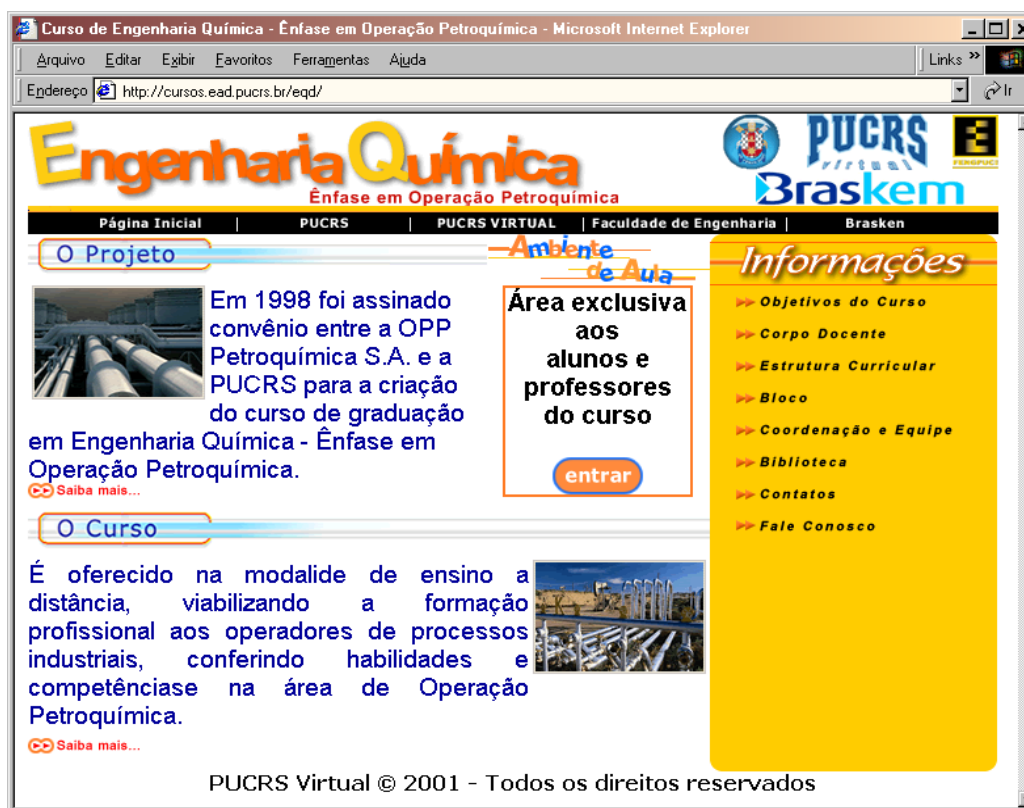 Curso de Engenharia Química - Ênfase em Operação Petroquímica - Microsoft Internet Explorer
Arquivo Editar Exibir Favoritos Ferramentas Ajuda Links »
Endereço http://cursos.ead.pucrs.br/eqd/ Ir
Engenharia Química
Ênfase em Operação Petroquímica
PUCRS
virtual
FENGPUCRS
Braskem
Página Inicial | PUCRS | PUCRS VIRTUAL | Faculdade de Engenharia | Brasken
O Projeto
Em 1998 foi assinado
convênio entre a OPP
Petroquímica S.A. e a
PUCRS para a criação
do curso de graduação
em Engenharia Química - Ênfase em
Operação Petroquímica.
Saiba mais...
Ambiente
de Aula
Área exclusiva
aos
alunos e
professores
do curso
entrar
Informações
Objetivos do Curso
Corpo Docente
Estrutura Curricular
Bloco
Coordenação e Equipe
Biblioteca
Contatos
Fale Conosco
O Curso
É oferecido na modalide de ensino a
distância, viabilizando a formação
profissional aos operadores de processos
industriais, conferindo habilidades e
competênciase na área de Operação
Petroquímica.
Saiba mais...
PUCRS Virtual © 2001 - Todos os direitos reservados